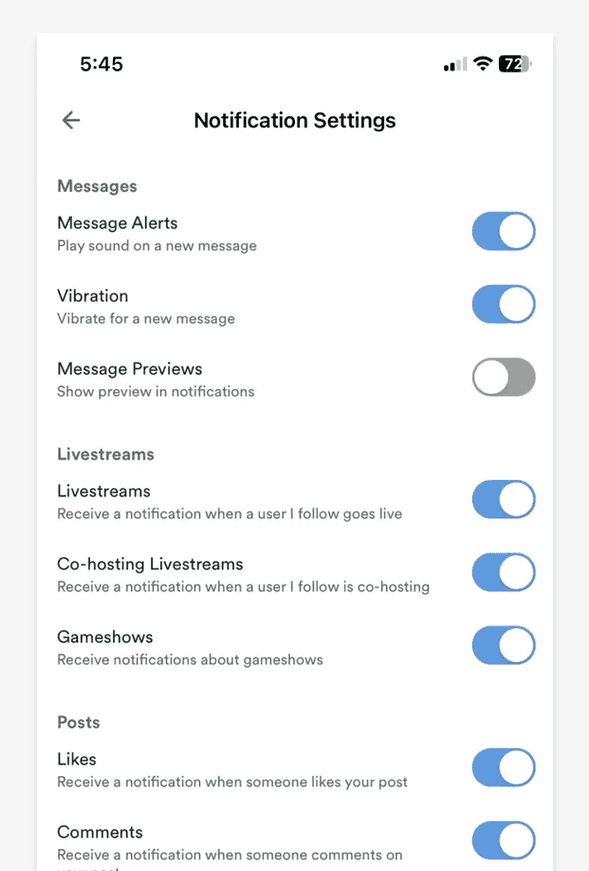 5:45
72
Notification Settings
Messages
Message Alerts
Play sound on a new message
Vibration
Vibrate for a new message
Message Previews
Show preview in notifications
Livestreams
Livestreams
Receive a notification when a user I follow goes live
Co-hosting Livestreams
Receive a notification when a user I follow is co-hosting
Gameshows
Receive notifications about gameshows
Posts
Likes
Receive a notification when someone likes your post
Comments
Receive a notification when someone comments on